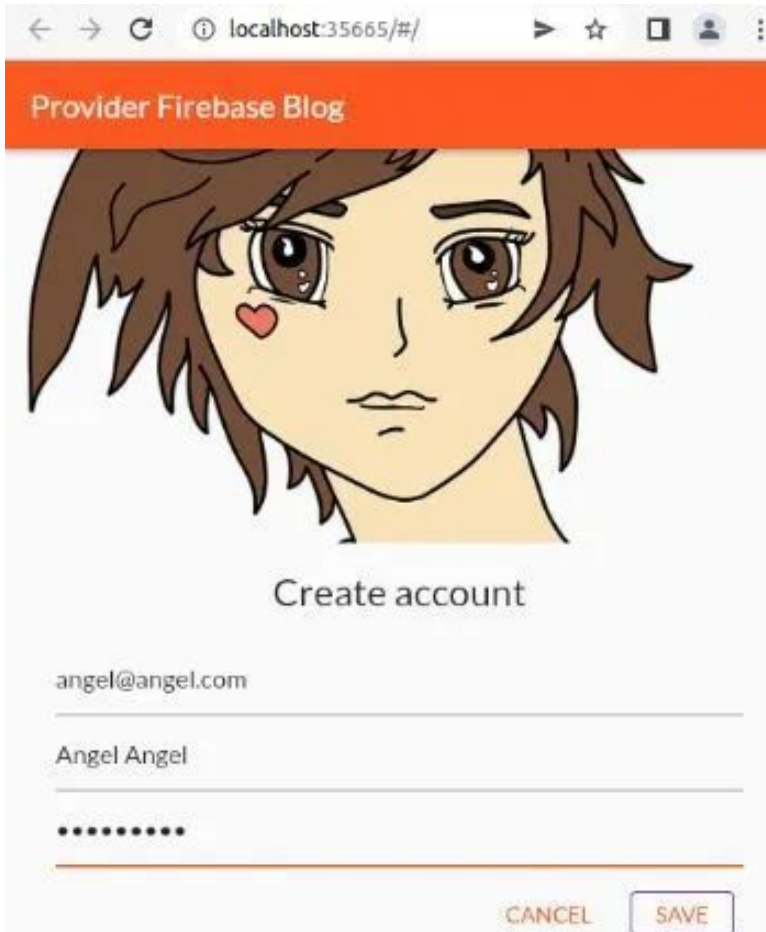 localhost:35665/#/
Provider Firebase Blog
Create account
angel@angel.com
Angel Angel
•••••••••
CANCEL SAVE